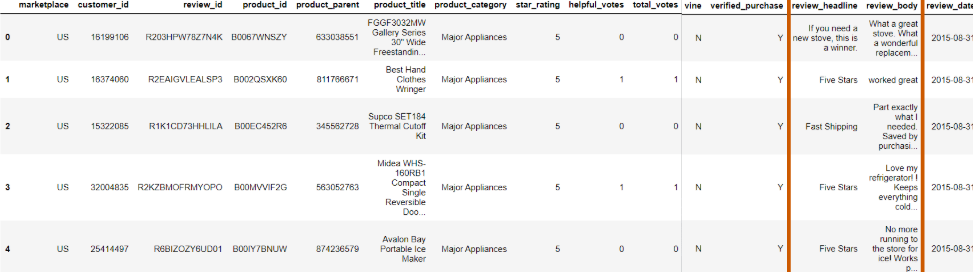 marketplace customer_id review_id product_id product_parent product_title product_category star_rating helpful_votes total_votes vine verified_purchase review_headline review_body review_date
0 US 16199106 R203HPW78Z7N4K B0067WNSZY 633038551 FGGF3032MW Gallery Series 30" Wide Freestandin... Major Appliances 5 0 0 N Y If you need a new stove, this is a winner. What a great stove. What a wonderful replacem... 2015-08-31
1 US 16374060 R2EAIGVLEALSP3 B002QSXK60 811766671 Best Hand Clothes Wringer Major Appliances 5 1 1 N Y Five Stars worked great 2015-08-31
2 US 15322085 R1K1CD73HHLILA B00EC452R6 345562728 Supco SET184 Thermal Cutoff Kit Major Appliances 5 0 0 N Y Fast Shipping Part exactly what I needed. Saved by purchasi... 2015-08-31
3 US 32004835 R2KZBMOFRMYOPO B00MVVIF2G 563052763 Midea WHS-160RB1 Compact Single Reversible Doo... Major Appliances 5 1 1 N Y Five Stars Love my refrigerator! ! Keeps everything cold... 2015-08-31
4 US 25414497 R6BIZOZY6UD01 B00IY7BNUW 874236579 Avalon Bay Portable Ice Maker Major Appliances 5 0 0 N Y Five Stars No more running to the store for ice! Works p... 2015-08-31